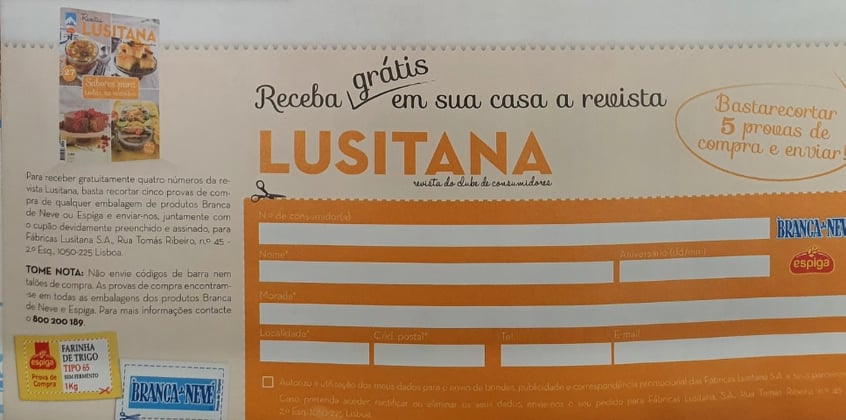 Receitas
LUSITANA
27
Sabores para
Receba grátis em sua casa a revista
LUSITANA
revista do clube de consumidores
Basta recortar
5 provas de
compra e enviar!
Para receber gratuitamente quatro números da re-
vista Lusitana, basta recortar cinco provas de com-
pra de qualquer embalagem de produtos Branca
de Neve ou Espiga e enviar-nos, juntamente com
o cupão devidamente preenchido e assinado, para
Fábricas Lusitana S.A., Rua Tomás Ribeiro, n.º 45 -
2.º Esq., 1050-225 Lisboa.
TOME NOTA: Não envie códigos de barra nem
talões de compra. As provas de compra encontram-
-se em todas as embalagens dos produtos Branca
de Neve e Espiga. Para mais informações contacte
o 800 200 189.
espiga
Prova de
Compra
FARINHA
DE TRIGO
TIPO 65
SEM FERMENTO
1Kg
BRANCA DE NEVE
N.º de consumidor(a)
BRANCA DE NEVE
espiga
Nome*
Aniversário (dd/mm)
Morada*
Localidade*
Cód. postal*
Tel
E-mail
Autorizo a utilização dos meus dados para o envio de brindes, publicidade e correspondência promocional das Fábricas Lusitana S.A. e seus parceiros
Caso pretenda aceder, rectificar ou eliminar os seus dados, envie-nos o seu pedido para Fábricas Lusitana, S.A., Rua Tomás Ribeiro, n.º 45
2.º Esq., 1050-225 Lisboa.